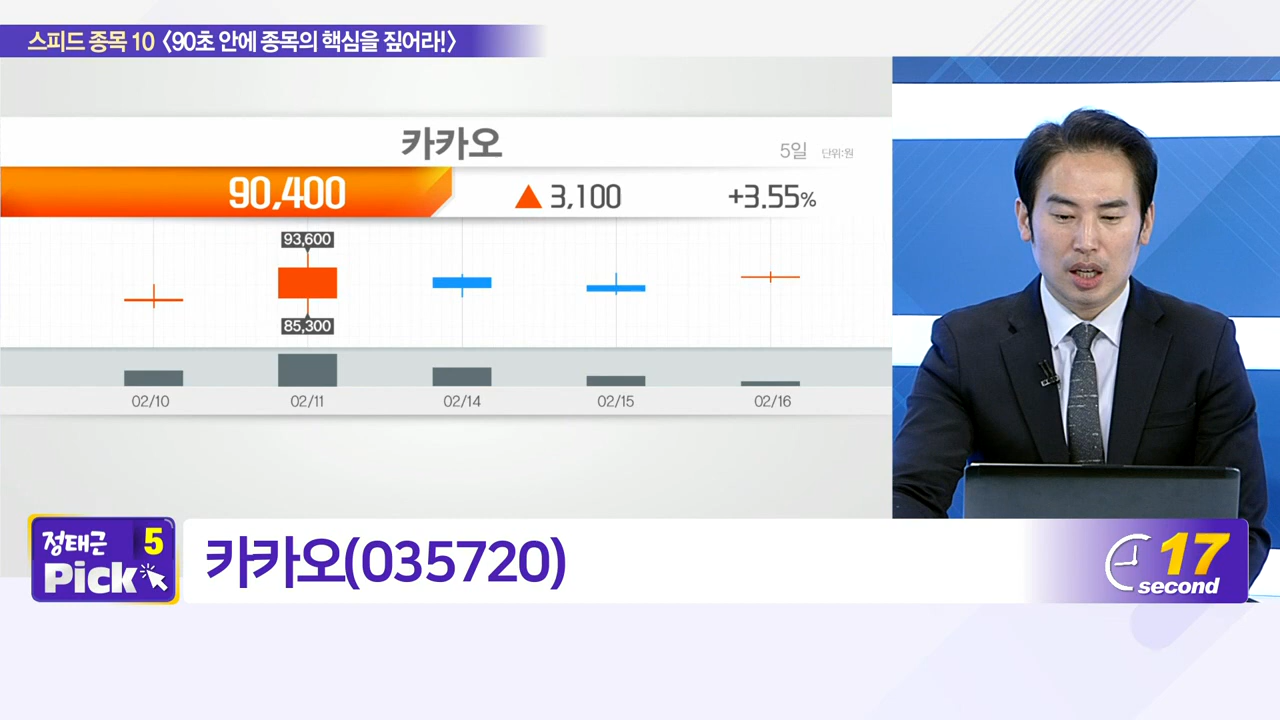 스피드 종목 10 <90초 안에 종목의 핵심을 짚어라!>
카카오
5일 단위:원
90,400 ▲ 3,100 +3.55%
93,600
85,300
02/10 02/11 02/14 02/15 02/16
정태근 5
Pick
카카오(035720)
17
second